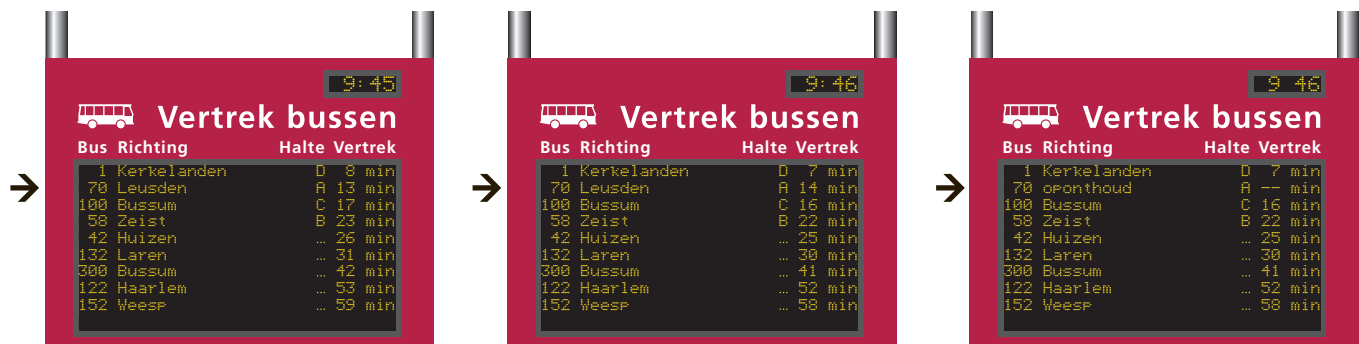 9:45
Vertrek bussen
Bus Richting Halte Vertrek
1 Kerkelanden D 8 min
70 Leusden A 13 min
100 Bussum C 17 min
58 Zeist B 23 min
42 Huizen … 26 min
132 Laren … 31 min
300 Bussum … 42 min
122 Haarlem … 53 min
152 Weesp … 59 min
9:46
Vertrek bussen
Bus Richting Halte Vertrek
1 Kerkelanden D 7 min
70 Leusden A 14 min
100 Bussum C 16 min
58 Zeist B 22 min
42 Huizen … 25 min
132 Laren … 30 min
300 Bussum … 41 min
122 Haarlem … 52 min
152 Weesp … 58 min
9 46
Vertrek bussen
Bus Richting Halte Vertrek
1 Kerkelanden D 7 min
70 oponthoud A -- min
100 Bussum C 16 min
58 Zeist B 22 min
42 Huizen … 25 min
132 Laren … 30 min
300 Bussum … 41 min
122 Haarlem … 52 min
152 Weesp … 58 min